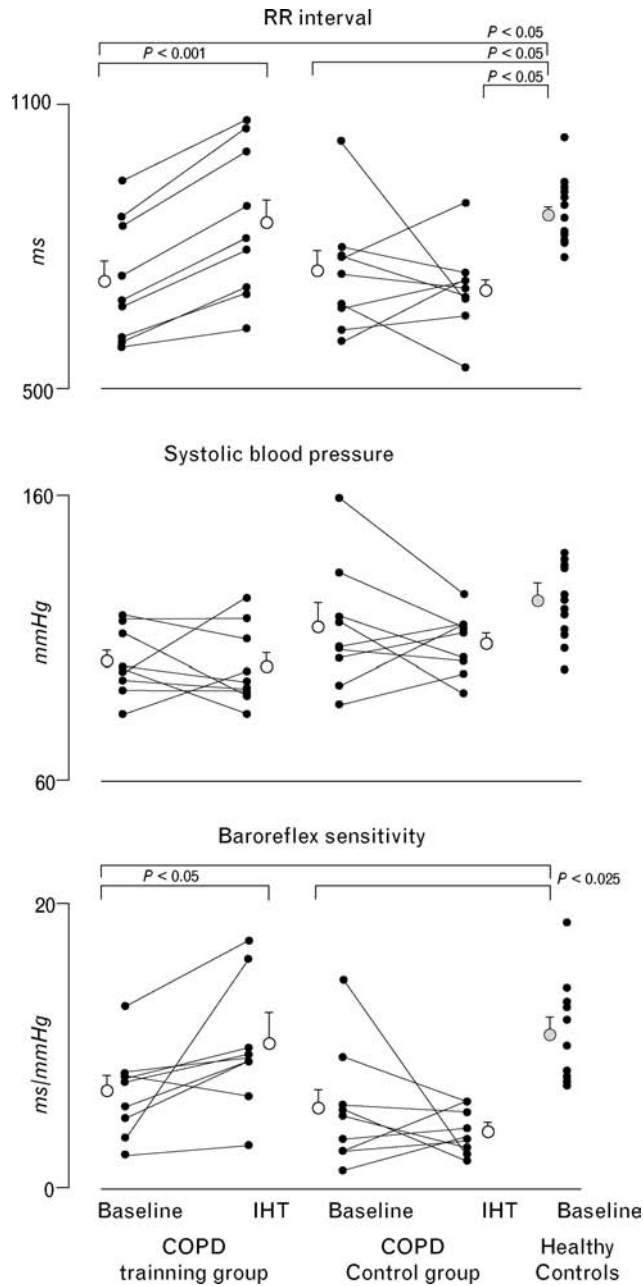 RR interval
P < 0.05
P < 0.001
P < 0.05
P < 0.05
1100
ms
500
Systolic blood pressure
160
mmHg
60
Baroreflex sensitivity
P < 0.05
P < 0.025
20
ms|mmHg
0
Baseline IHT Baseline IHT Baseline
COPD COPD Healthy
trainning group Control group Controls